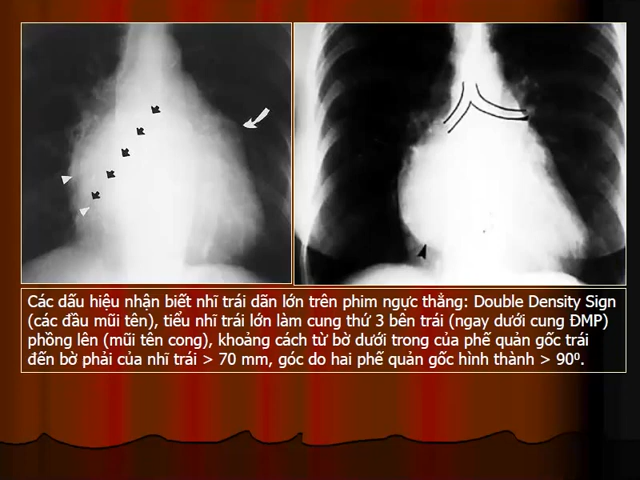 Các dấu hiệu nhận biết nhĩ trái dãn lớn trên phim ngực thẳng: Double Density Sign
(các đầu mũi tên), tiểu nhĩ trái lớn làm cung thứ 3 bên trái (ngay dưới cung ĐMP)
phồng lên (mũi tên cong), khoảng cách từ bờ dưới trong của phế quản gốc trái
đến bờ phải của nhĩ trái > 70 mm, góc do hai phế quản gốc hình thành > 90⁰.